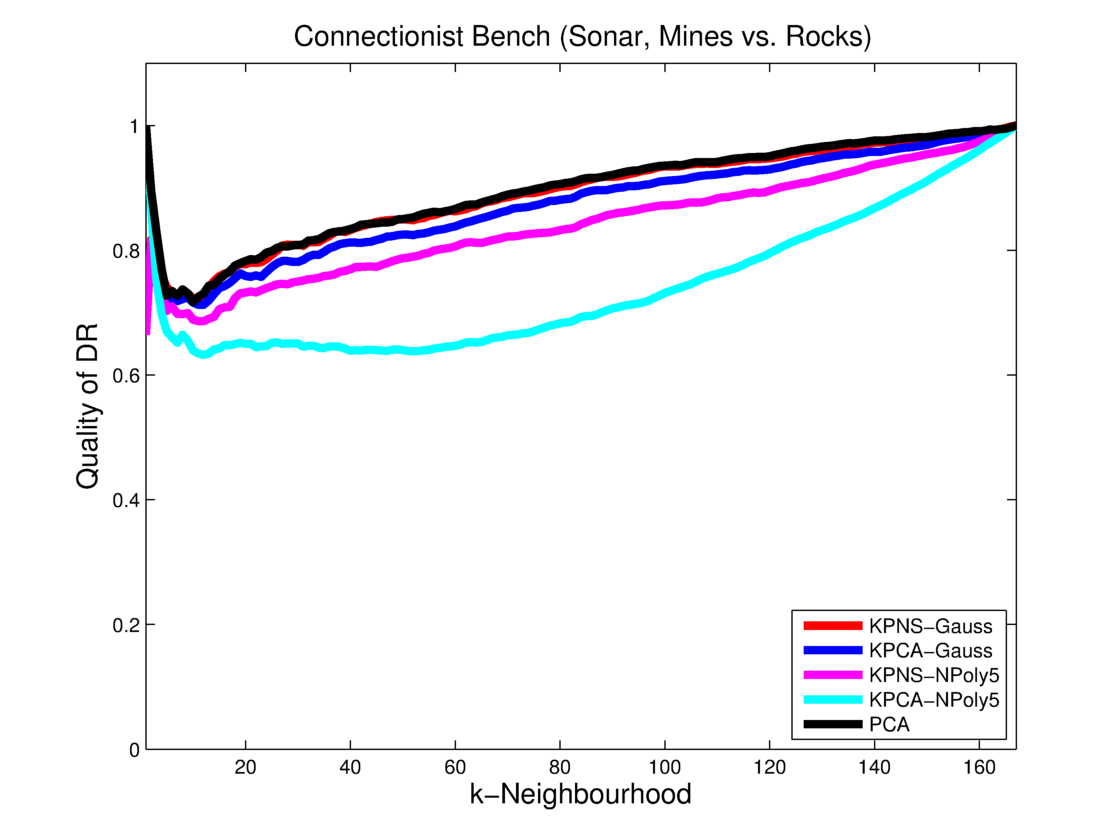 Connectionist Bench (Sonar, Mines vs. Rocks)
Quality of DR
1
0.8
0.6
0.4
0.2
0
20 40 60 80 100 120 140 160
k−Neighbourhood
KPNS−Gauss
KPCA−Gauss
KPNS−NPoly5
KPCA−NPoly5
PCA